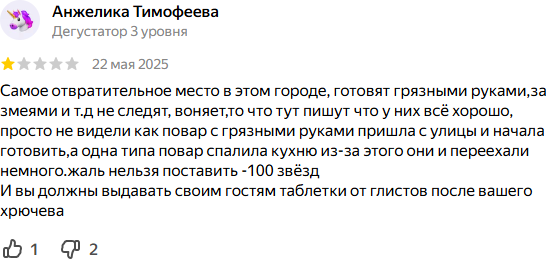 Анжелика Тимофеева
Дегустатор 3 уровня
22 мая 2025
Самое отвратительное место в этом городе, готовят грязными руками,за
змеями и т.д не следят, воняет,то что тут пишут что у них всё хорошо,
просто не видели как повар с грязными руками пришла с улицы и начала
готовить,а одна типа повар спалила кухню из-за этого они и переехали
немного.жаль нельзя поставить -100 звёзд
И вы должны выдавать своим гостям таблетки от глистов после вашего
хрючева
1 2